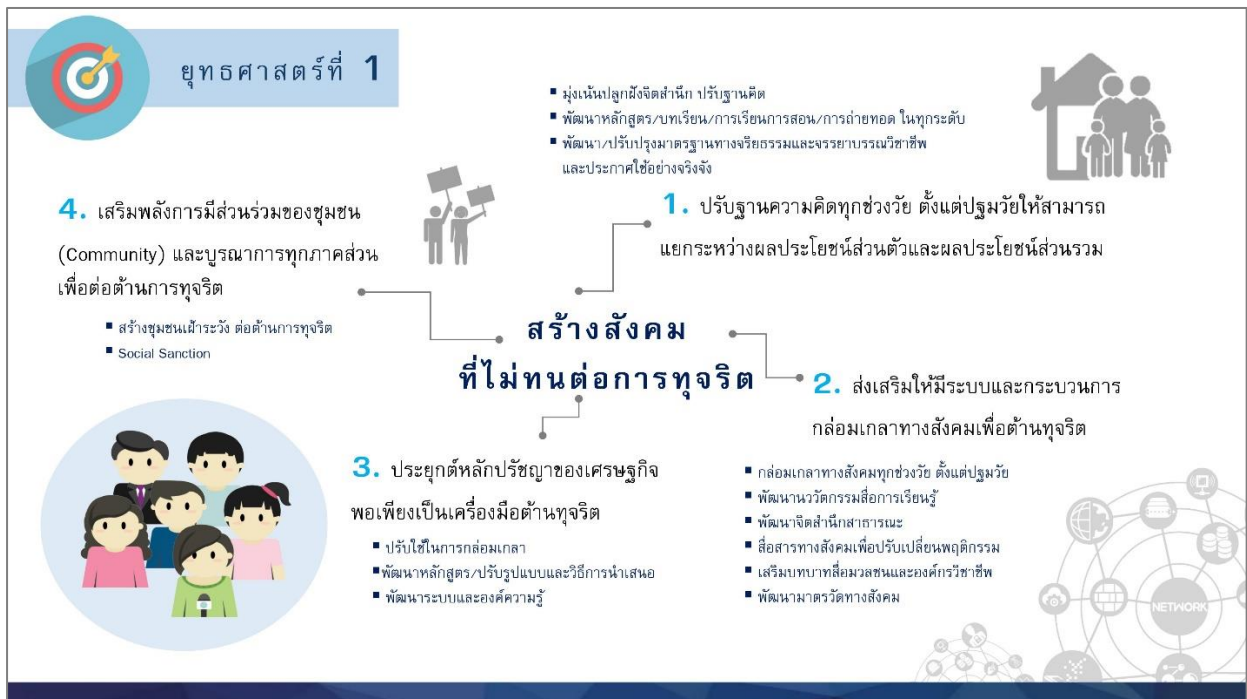 ยุทธศาสตร์ที่ 1
▪ มุ่งเน้นปลูกฝังจิตสำนึก ปรับฐานคิด
▪ พัฒนาหลักสูตร/บทเรียน/การเรียนการสอน/การถ่ายทอด ในทุกระดับ
▪ พัฒนา/ปรับปรุงมาตรฐานทางจริยธรรมและจรรยาบรรณวิชาชีพ
และประกาศใช้อย่างจริงจัง
1. ปรับฐานความคิดทุกช่วงวัย ตั้งแต่ปฐมวัยให้สามารถ
แยกระหว่างผลประโยชน์ส่วนตัวและผลประโยชน์ส่วนรวม
4. เสริมพลังการมีส่วนร่วมของชุมชน
(Community) และบูรณาการทุกภาคส่วน
เพื่อต่อต้านการทุจริต
▪ สร้างชุมชนเฝ้าระวัง ต่อต้านการทุจริต
▪ Social Sanction
สร้างสังคม
ที่ไม่ทนต่อการทุจริต
2. ส่งเสริมให้มีระบบและกระบวนการ
กล่อมเกลาทางสังคมเพื่อต้านทุจริต
▪ กล่อมเกลาทางสังคมทุกช่วงวัย ตั้งแต่ปฐมวัย
▪ พัฒนานวัตกรรมสื่อการเรียนรู้
▪ พัฒนาจิตสำนึกสาธารณะ
▪ สื่อสารทางสังคมเพื่อปรับเปลี่ยนพฤติกรรม
▪ เสริมบทบาทสื่อมวลชนและองค์กรวิชาชีพ
▪ พัฒนามาตรวัดทางสังคม
3. ประยุกต์หลักปรัชญาของเศรษฐกิจ
พอเพียงเป็นเครื่องมือต้านทุจริต
▪ ปรับใช้ในการกล่อมเกลา
▪พัฒนาหลักสูตร/ปรับรูปแบบและวิธีการนำเสนอ
▪ พัฒนาระบบและองค์ความรู้
NETWORK